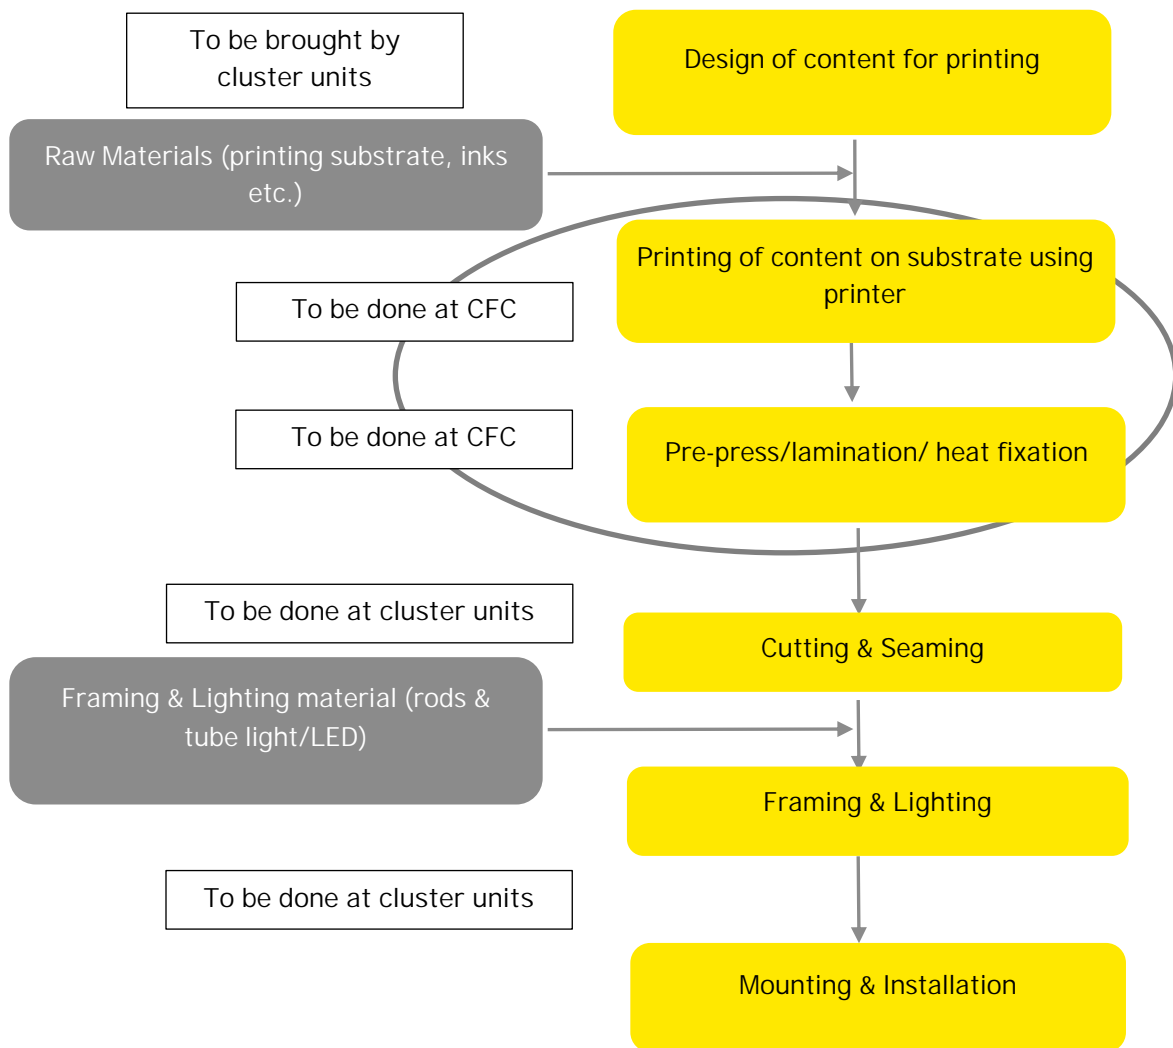 To be brought by
cluster units
Design of content for printing
Raw Materials (printing substrate, inks
etc.)
Printing of content on substrate using
printer
To be done at CFC
To be done at CFC
Pre-press/lamination/ heat fixation
To be done at cluster units
Cutting & Seaming
Framing & Lighting material (rods &
tube light/LED)
Framing & Lighting
To be done at cluster units
Mounting & Installation